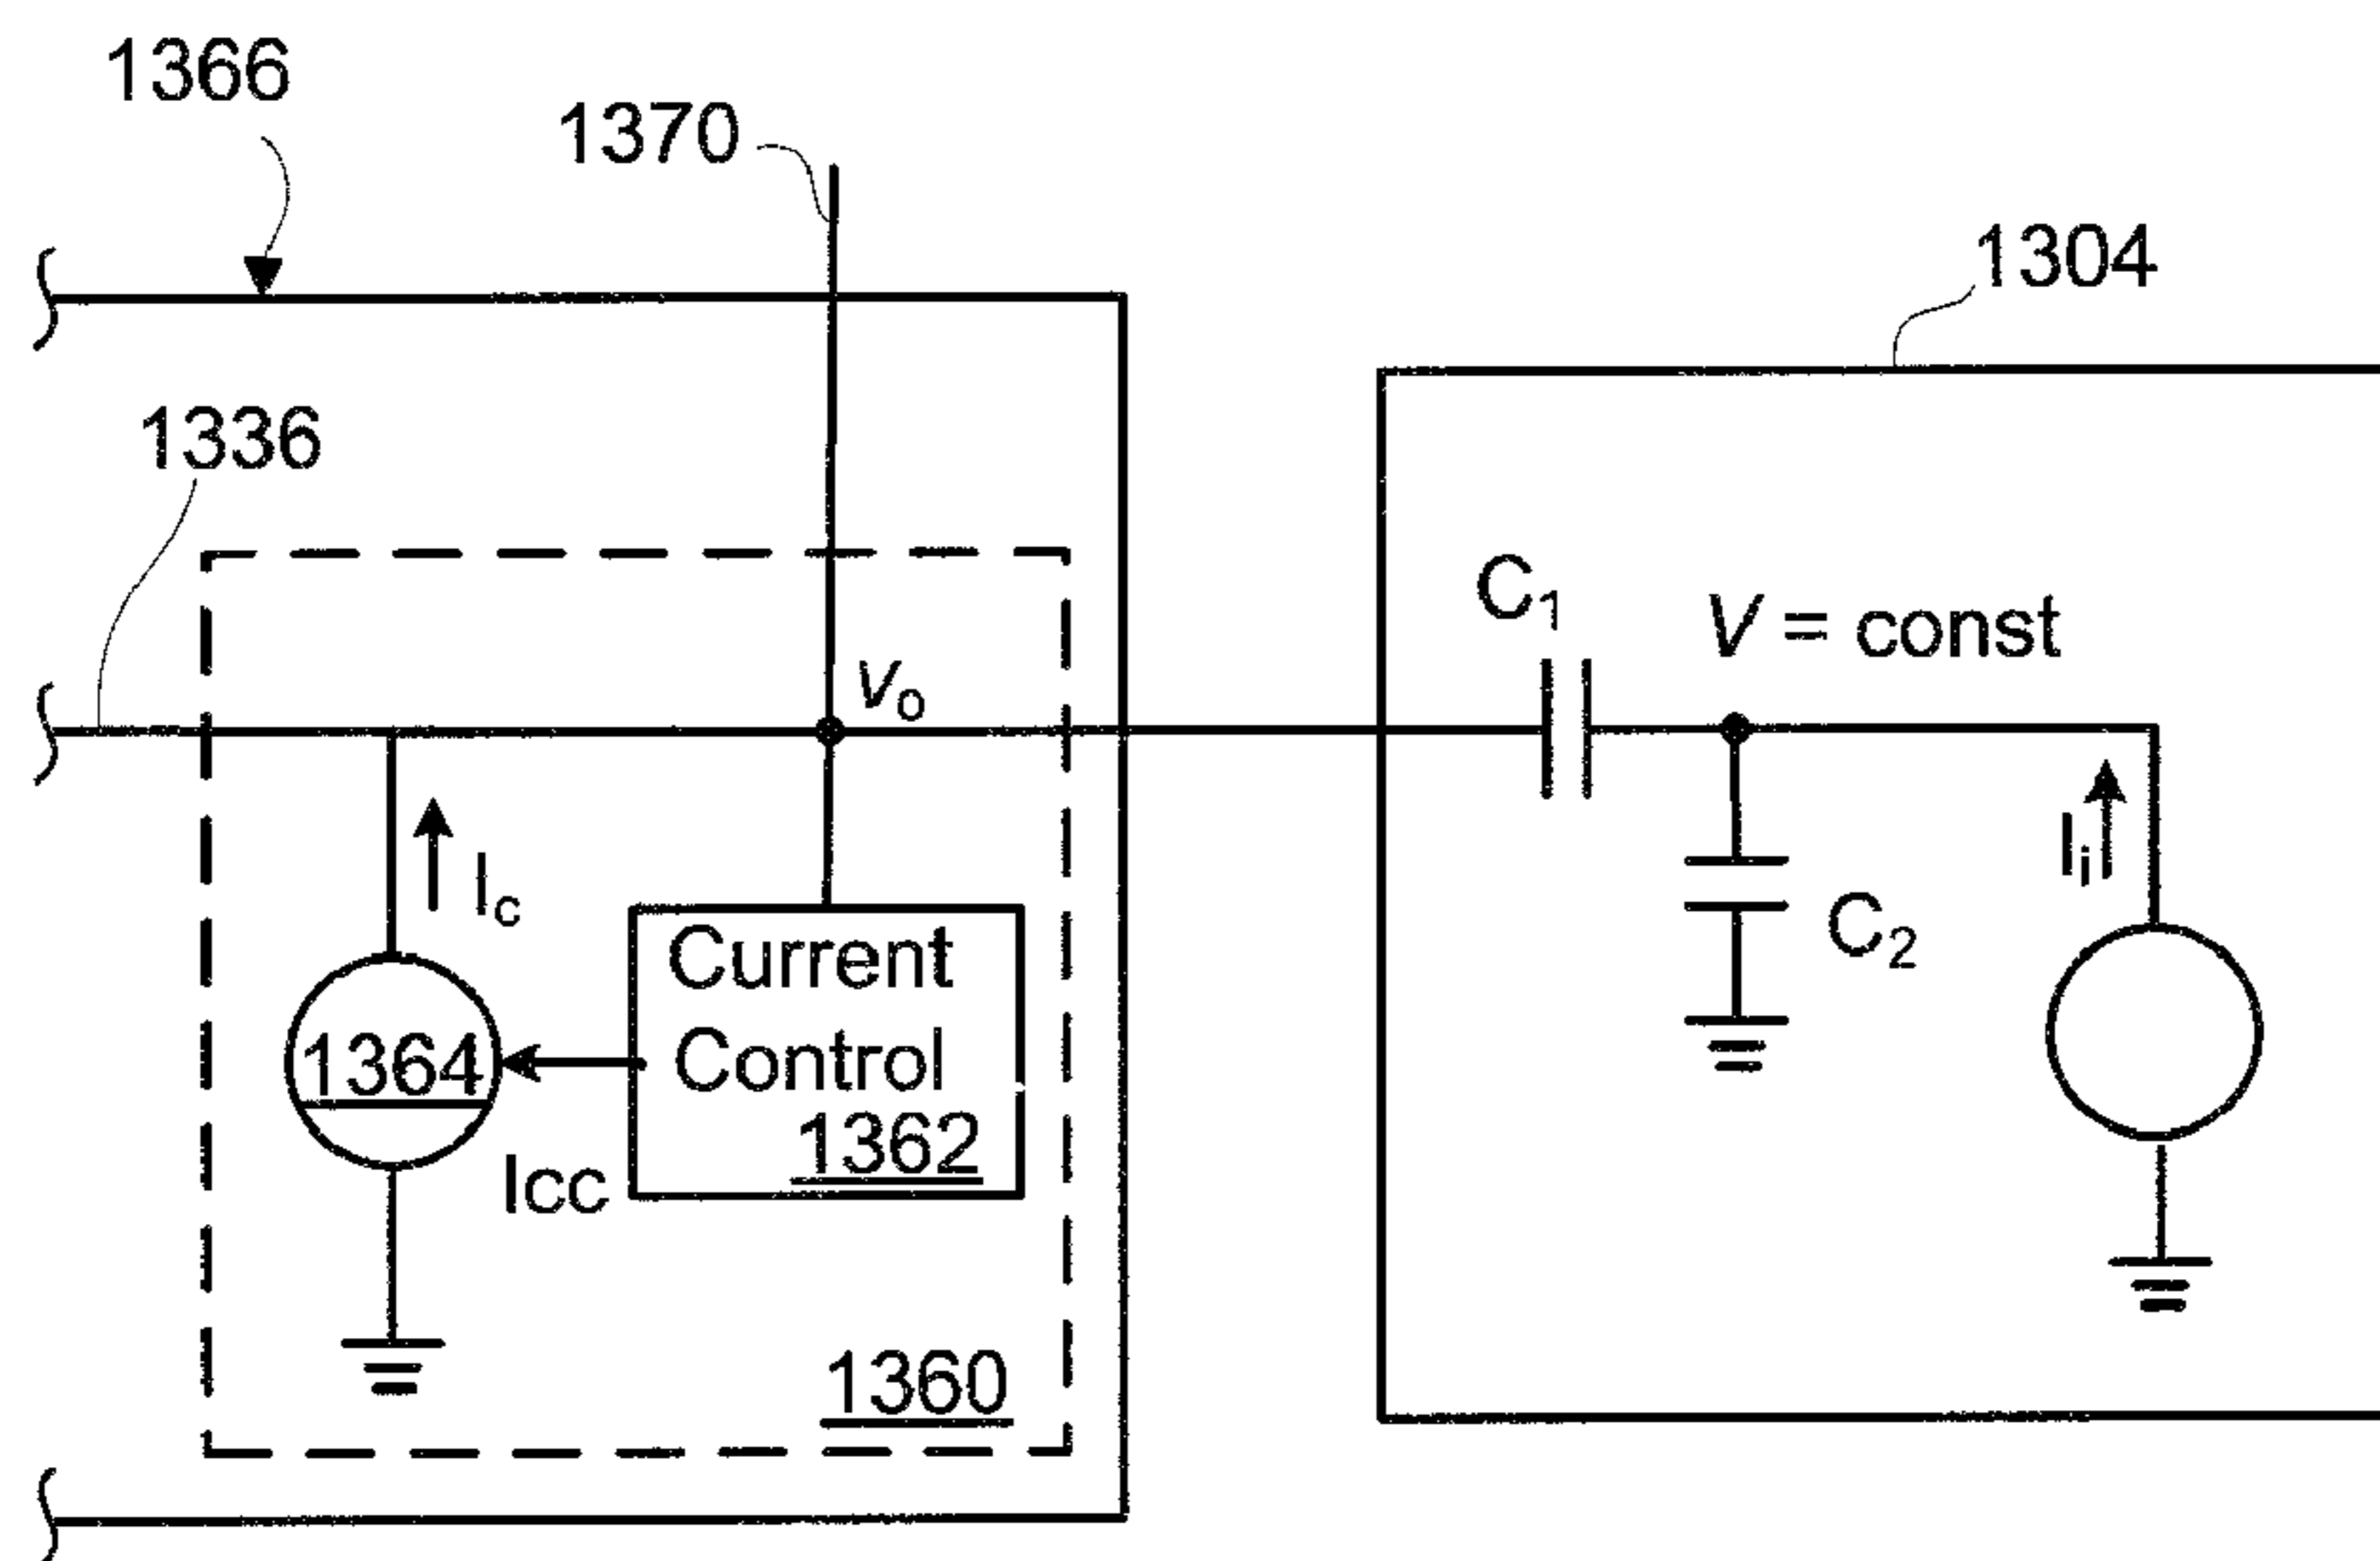 1366
1370
1304
1336
C1
V = const
vo
Ic
Ii
C2
Current
Control
1362
1364
Icc
1360